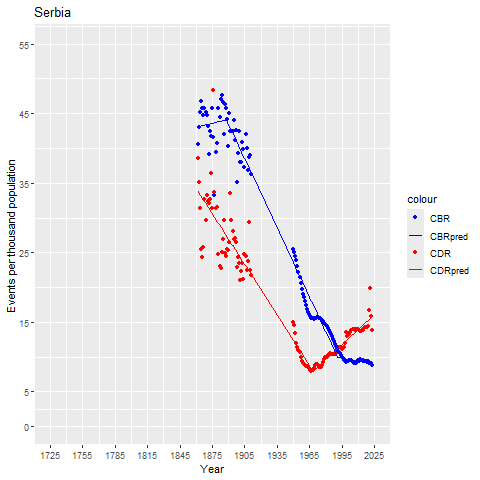 Serbia
Events per thousand population
55
45
35
25
15
5
0
1725 1755 1785 1815 1845 1875 1905 1935 1965 1995 2025
Year
colour
CBR
CBRpred
CDR
CDRpred